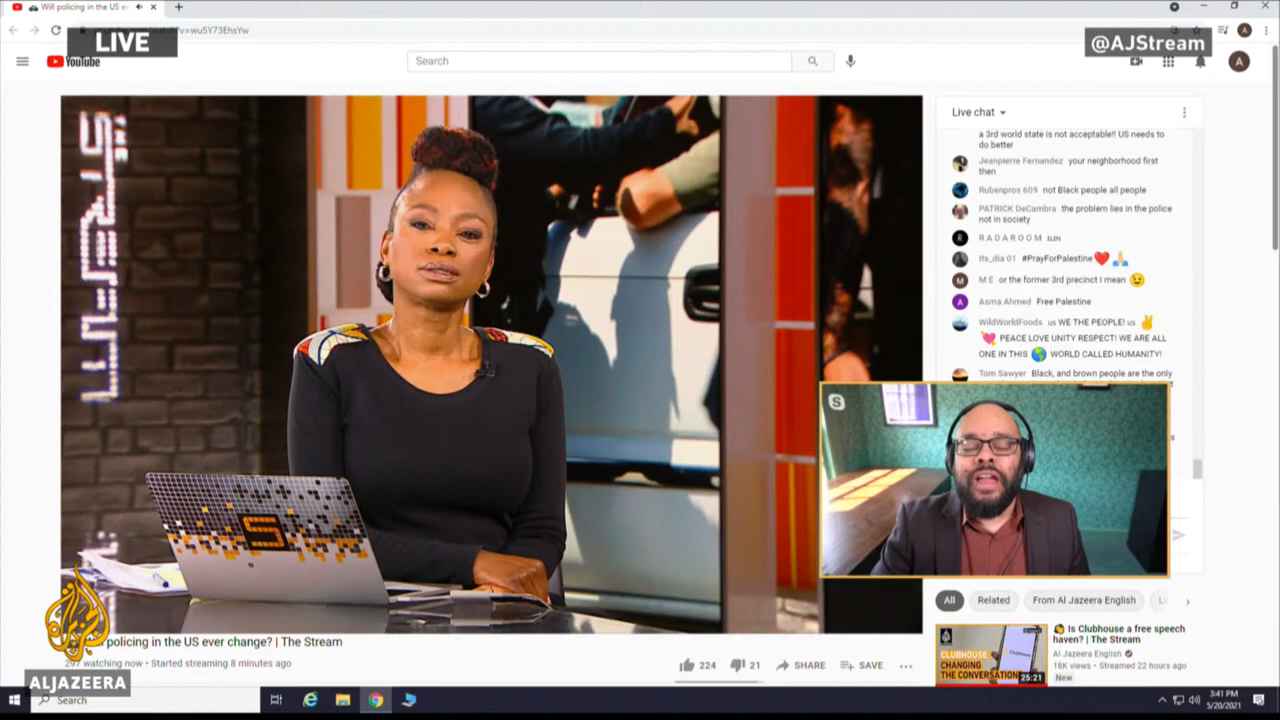 Will policing in the US e
wu5Y73EhsYw
LIVE
@AJStream
YouTube
Search
A
A
Live chat
a 3rd world state is not acceptable!! US needs to
do better
Jeanpierre Fernandez your neighborhood first
then
Rubenpros 609 not Black people all people
PATRICK DeCambra the problem lies in the police
not in society
R R A D A R O O M ILIN
Its_dia 01 #PrayForPalestine❤️🙏🏻
M M E or the former 3rd precinct I mean 😉
A Asma Ahmed Free Palestine
WildWorldFoods us WE THE PEOPLE! us ✌️
💘 PEACE LOVE UNITY RESPECT! WE ARE ALL
ONE IN THIS 🌎 WORLD CALLED HUMANITY!
Tom Sawyer Black, and brown people are the only
S
S
policing in the US ever change? | The Stream
watching now • Started streaming 8 minutes ago
224 21 SHARE SAVE
ALJAZEERA
All Related From Al Jazeera English
CLUBHOUSE
CHANGING
THE CONVERSATION
Clubhouse
25:21
👋 Is Clubhouse a free speech
haven? | The Stream
Al Jazeera English
18K views • Streamed 22 hours ago
New
Search
3:41 PM
5/20/2021